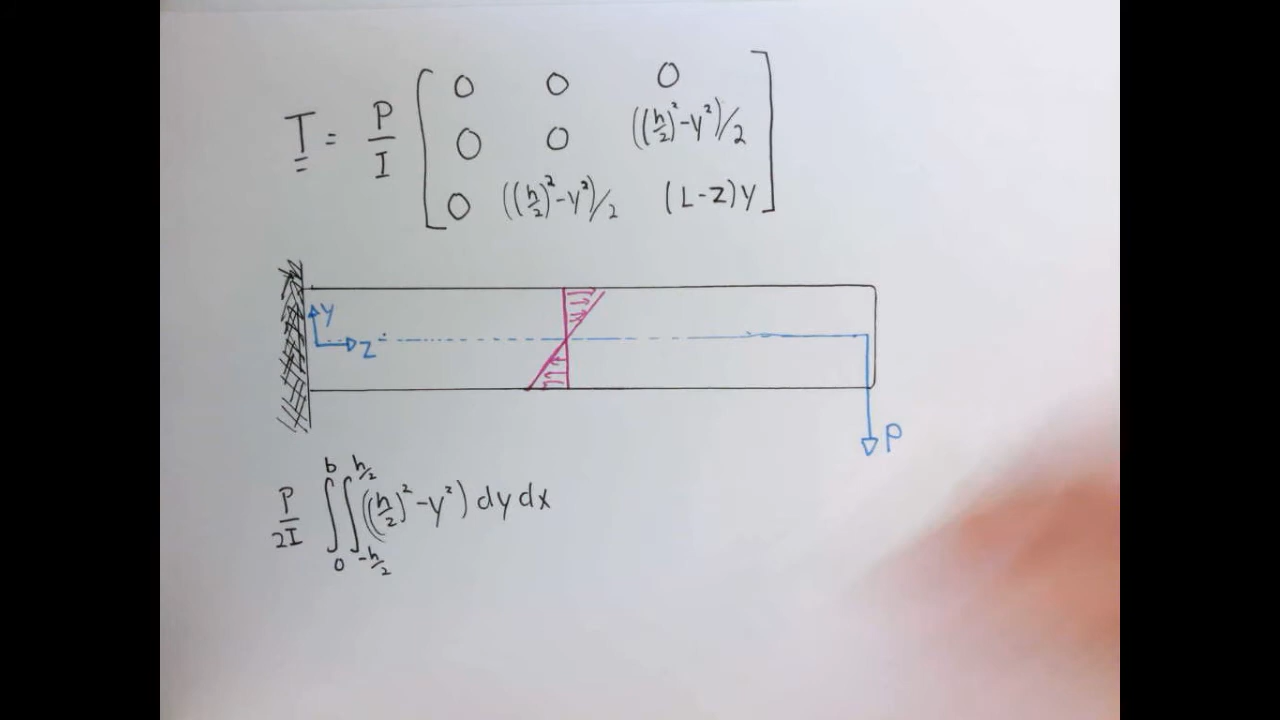 T = P/I [ 0 0 0
0 0 ((h/2)²-y²)/2
0 ((h/2)²-y²)/2 (L-z)y ]
y
z
P
P/2I ∫₀ᵇ ∫₋ₕ/₂^h/2 ((h/2)²-y²) dy dx